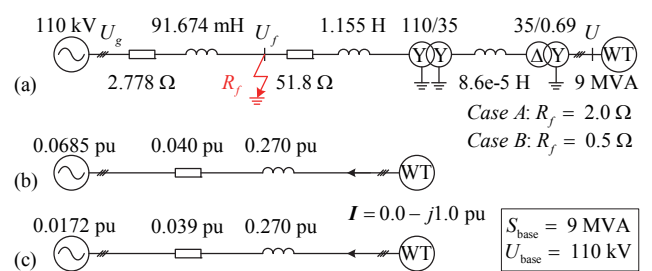 110 kV U_g 91.674 mH U_f 1.155 H 110/35 35/0.69 U
Y Y Δ Y WT
(a) 2.778 Ω R_f 51.8 Ω 8.6e-5 H 9 MVA
Case A: R_f = 2.0 Ω
Case B: R_f = 0.5 Ω
0.0685 pu 0.040 pu 0.270 pu
(b) WT
0.0172 pu 0.039 pu 0.270 pu I = 0.0 − j1.0 pu
(c) WT
S_base = 9 MVA
U_base = 110 kV